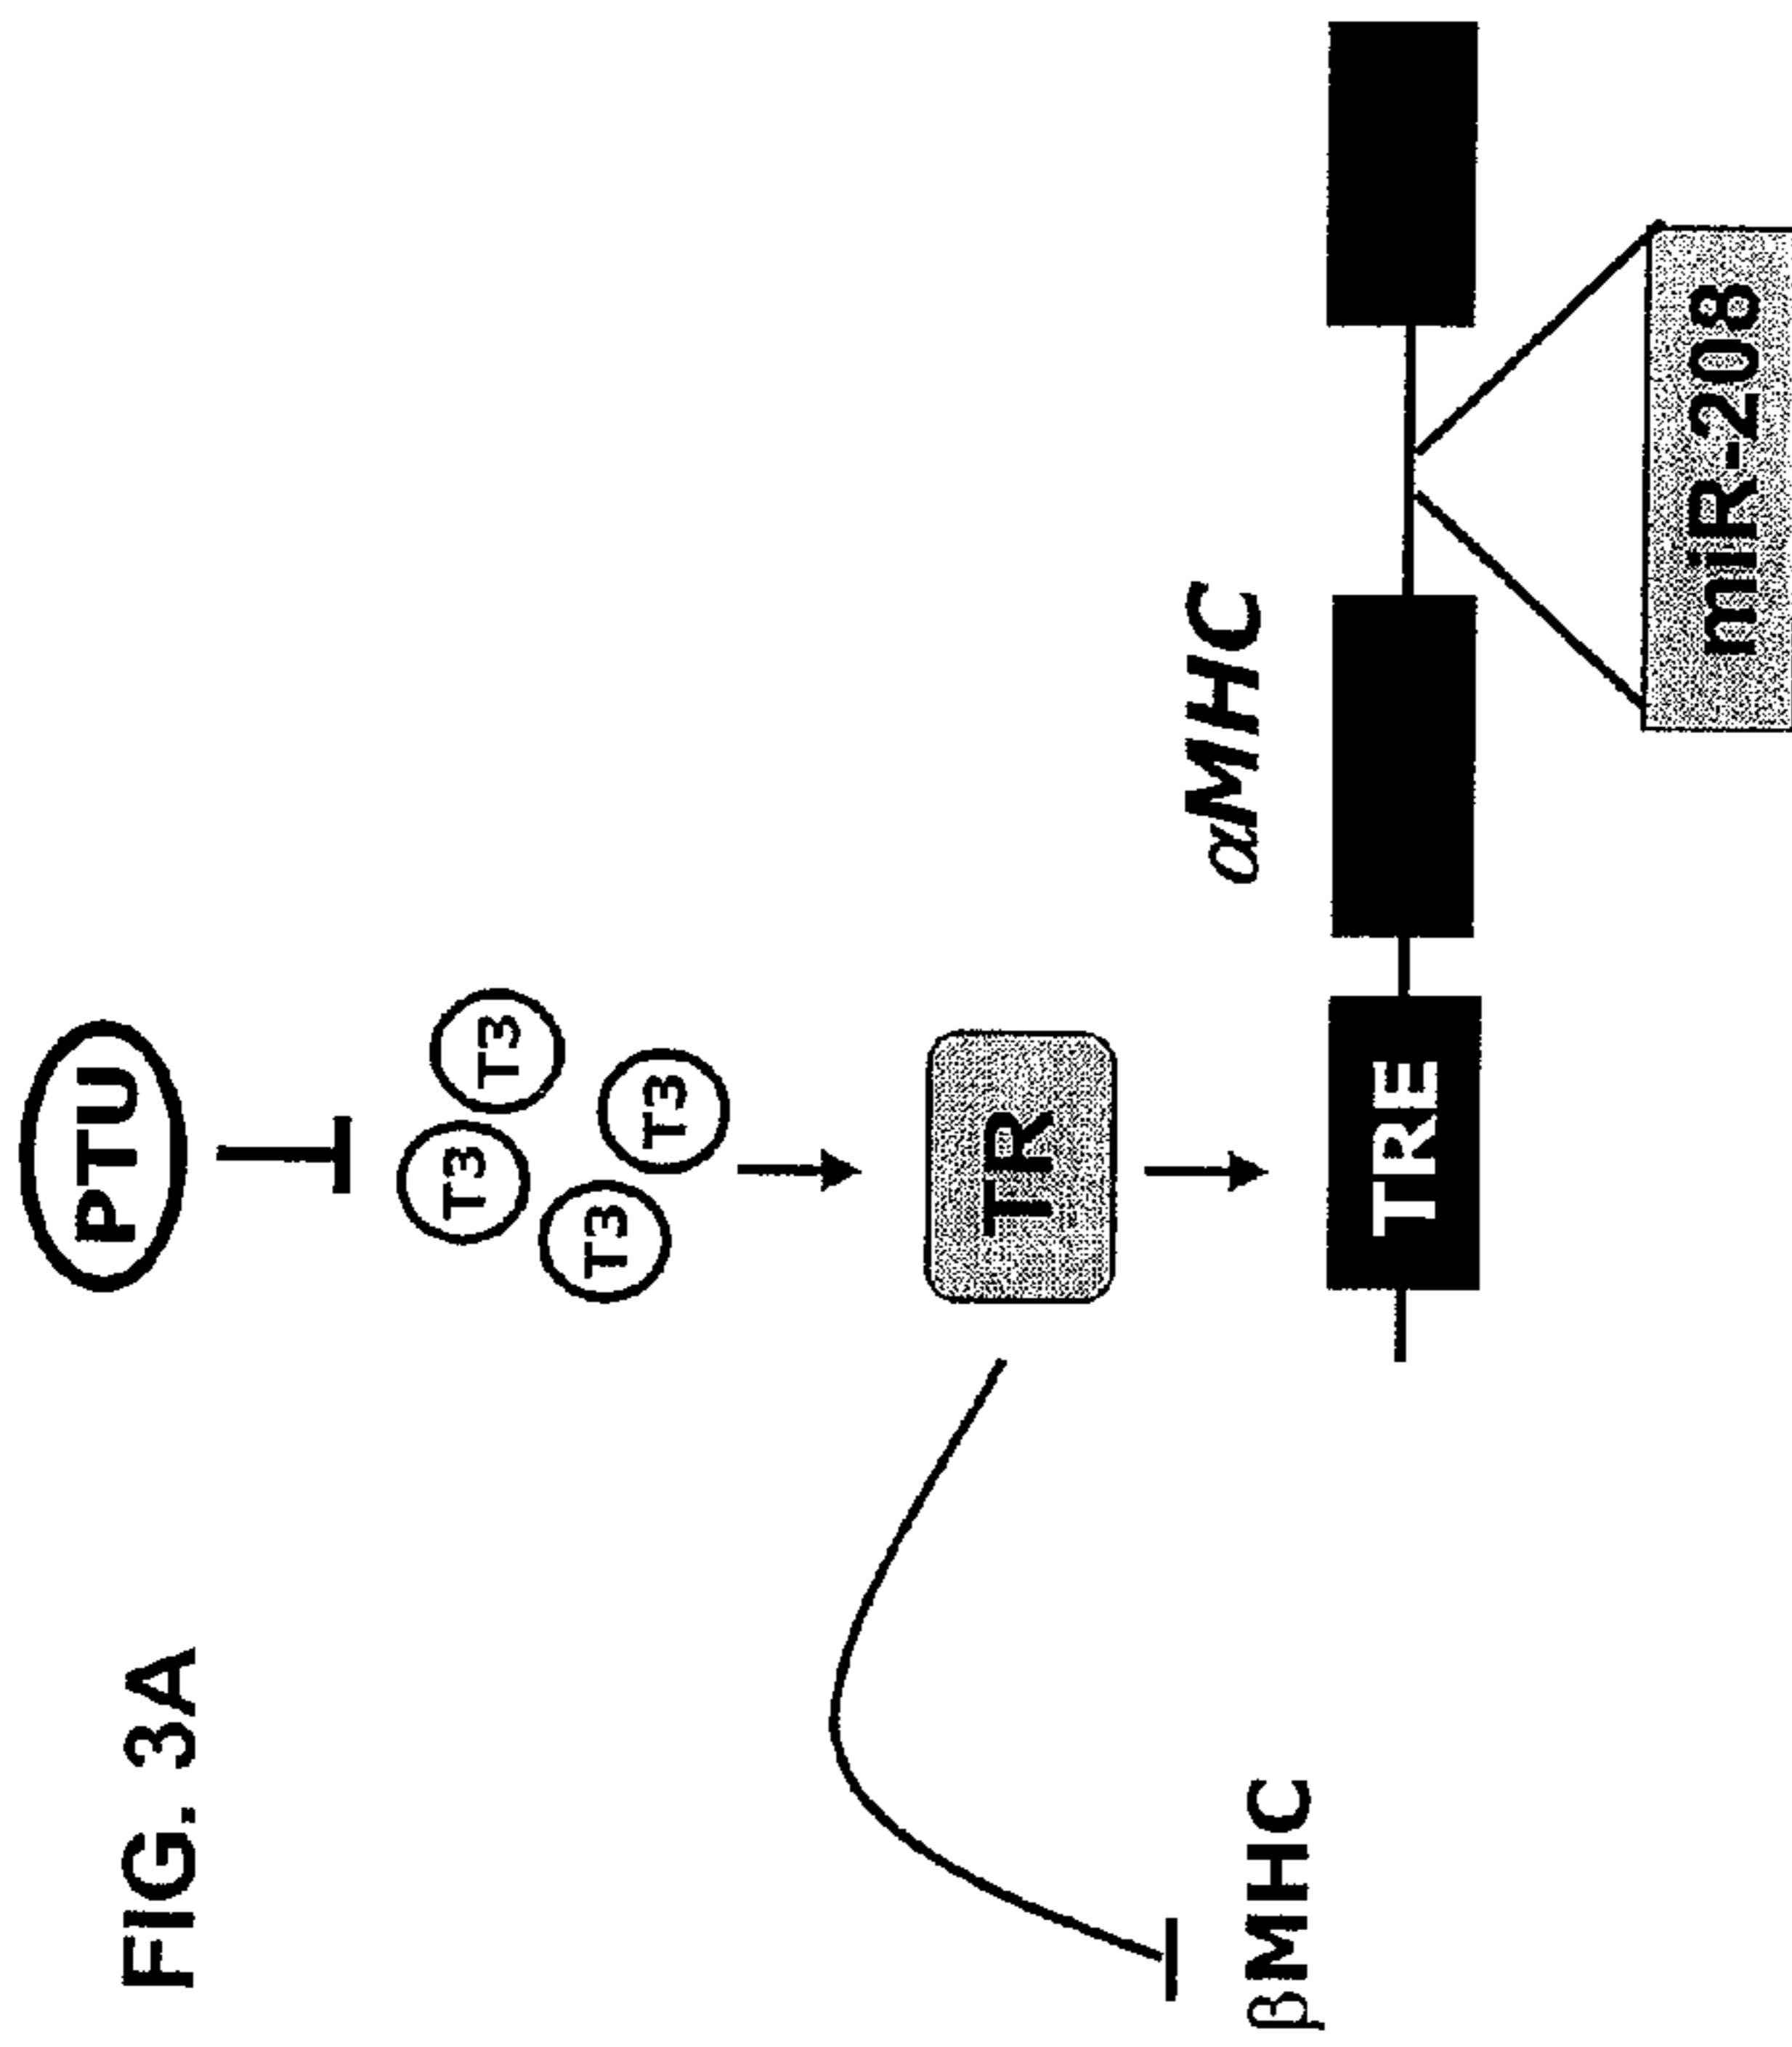 FIG. 3A
PTU
T3
T3
T3
T3
TR
βMHC
αMHC
TRE
miR-208